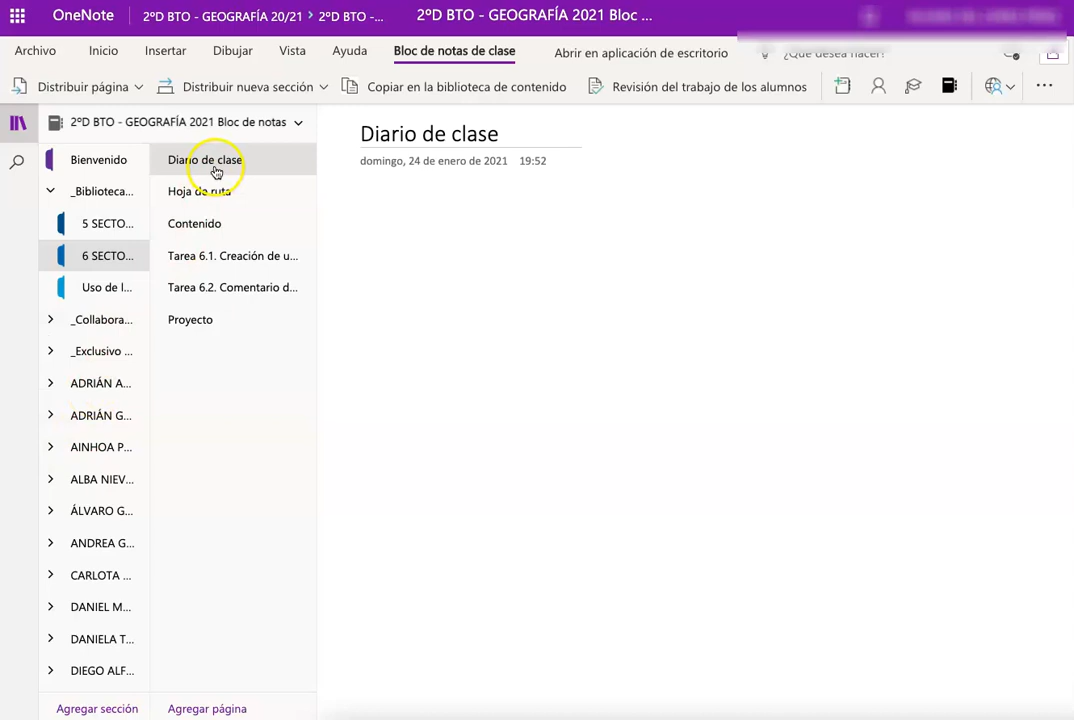 OneNote
2ºD BTO - GEOGRAFÍA 20/21 > 2ºD BTO -...
2ºD BTO - GEOGRAFÍA 2021 Bloc ...
Archivo
Inicio
Insertar
Dibujar
Vista
Ayuda
Bloc de notas de clase
Abrir en aplicación de escritorio
¿Qué desea hacer?
Distribuir página
Distribuir nueva sección
Copiar en la biblioteca de contenido
Revisión del trabajo de los alumnos
...
2ºD BTO - GEOGRAFÍA 2021 Bloc de notas
Bienvenido
_Biblioteca...
5 SECTO...
6 SECTO...
Uso de l...
_Collabora...
_Exclusivo ...
ADRIÁN A...
ADRIÁN G...
AINHOA P...
ALBA NIEV...
ÁLVARO G...
ANDREA G...
CARLOTA ...
DANIEL M...
DANIELA T...
DIEGO ALF...
Agregar sección
Diario de clase
Hoja de ruta
Contenido
Tarea 6.1. Creación de u...
Tarea 6.2. Comentario d...
Proyecto
Agregar página
Diario de clase
domingo, 24 de enero de 2021 19:52